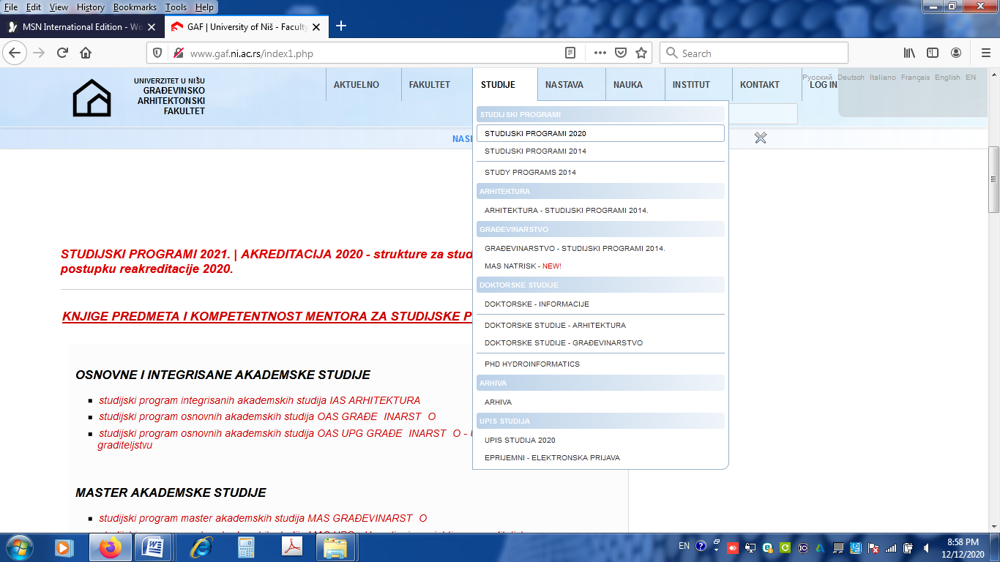 File Edit View History Bookmarks Tools Help
MSN International Edition - Wo
GAF | University of Niš - Faculty
www.gaf.ni.ac.rs/index1.php
Search
UNIVERZITET U NIŠU
GRAĐEVINSKO
ARHITEKTONSKI
FAKULTET
AKTUELNO FAKULTET STUDIJE NASTAVA NAUKA INSTITUT KONTAKT LOG IN
Русский Deutsch Italiano Français English EN
NASL
STUDIJSKI PROGRAMI
STUDIJSKI PROGRAMI 2020
STUDIJSKI PROGRAMI 2014
STUDY PROGRAMS 2014
ARHITEKTURA
ARHITEKTURA - STUDIJSKI PROGRAMI 2014.
GRAĐEVINARSTVO
GRAĐEVINARSTVO - STUDIJSKI PROGRAMI 2014.
MAS NATRISK - NEW!
DOKTORSKE STUDIJE
DOKTORSKE - INFORMACIJE
DOKTORSKE STUDIJE - ARHITEKTURA
DOKTORSKE STUDIJE - GRAĐEVINARSTVO
PHD HYDROINFORMATICS
ARHIVA
ARHIVA
UPIS STUDIJA
UPIS STUDIJA 2020
EPRIJEMNI - ELEKTRONSKA PRIJAVA
STUDIJSKI PROGRAMI 2021. | AKREDITACIJA 2020 - strukture za stud
postupku reakreditacije 2020.
KNJIGE PREDMETA I KOMPETENTNOST MENTORA ZA STUDIJSKE P
OSNOVNE I INTEGRISANE AKADEMSKE STUDIJE
studijski program integrisanih akademskih studija IAS ARHITEKTURA
studijski program osnovnih akademskih studija OAS GRAĐE INARST O
studijski program osnovnih akademskih studija OAS UPG GRAĐE INARST O - U
graditeljstvu
MASTER AKADEMSKE STUDIJE
studijski program master akademskih studija MAS GRAĐEVINARST O
EN
8:58 PM
12/12/2020